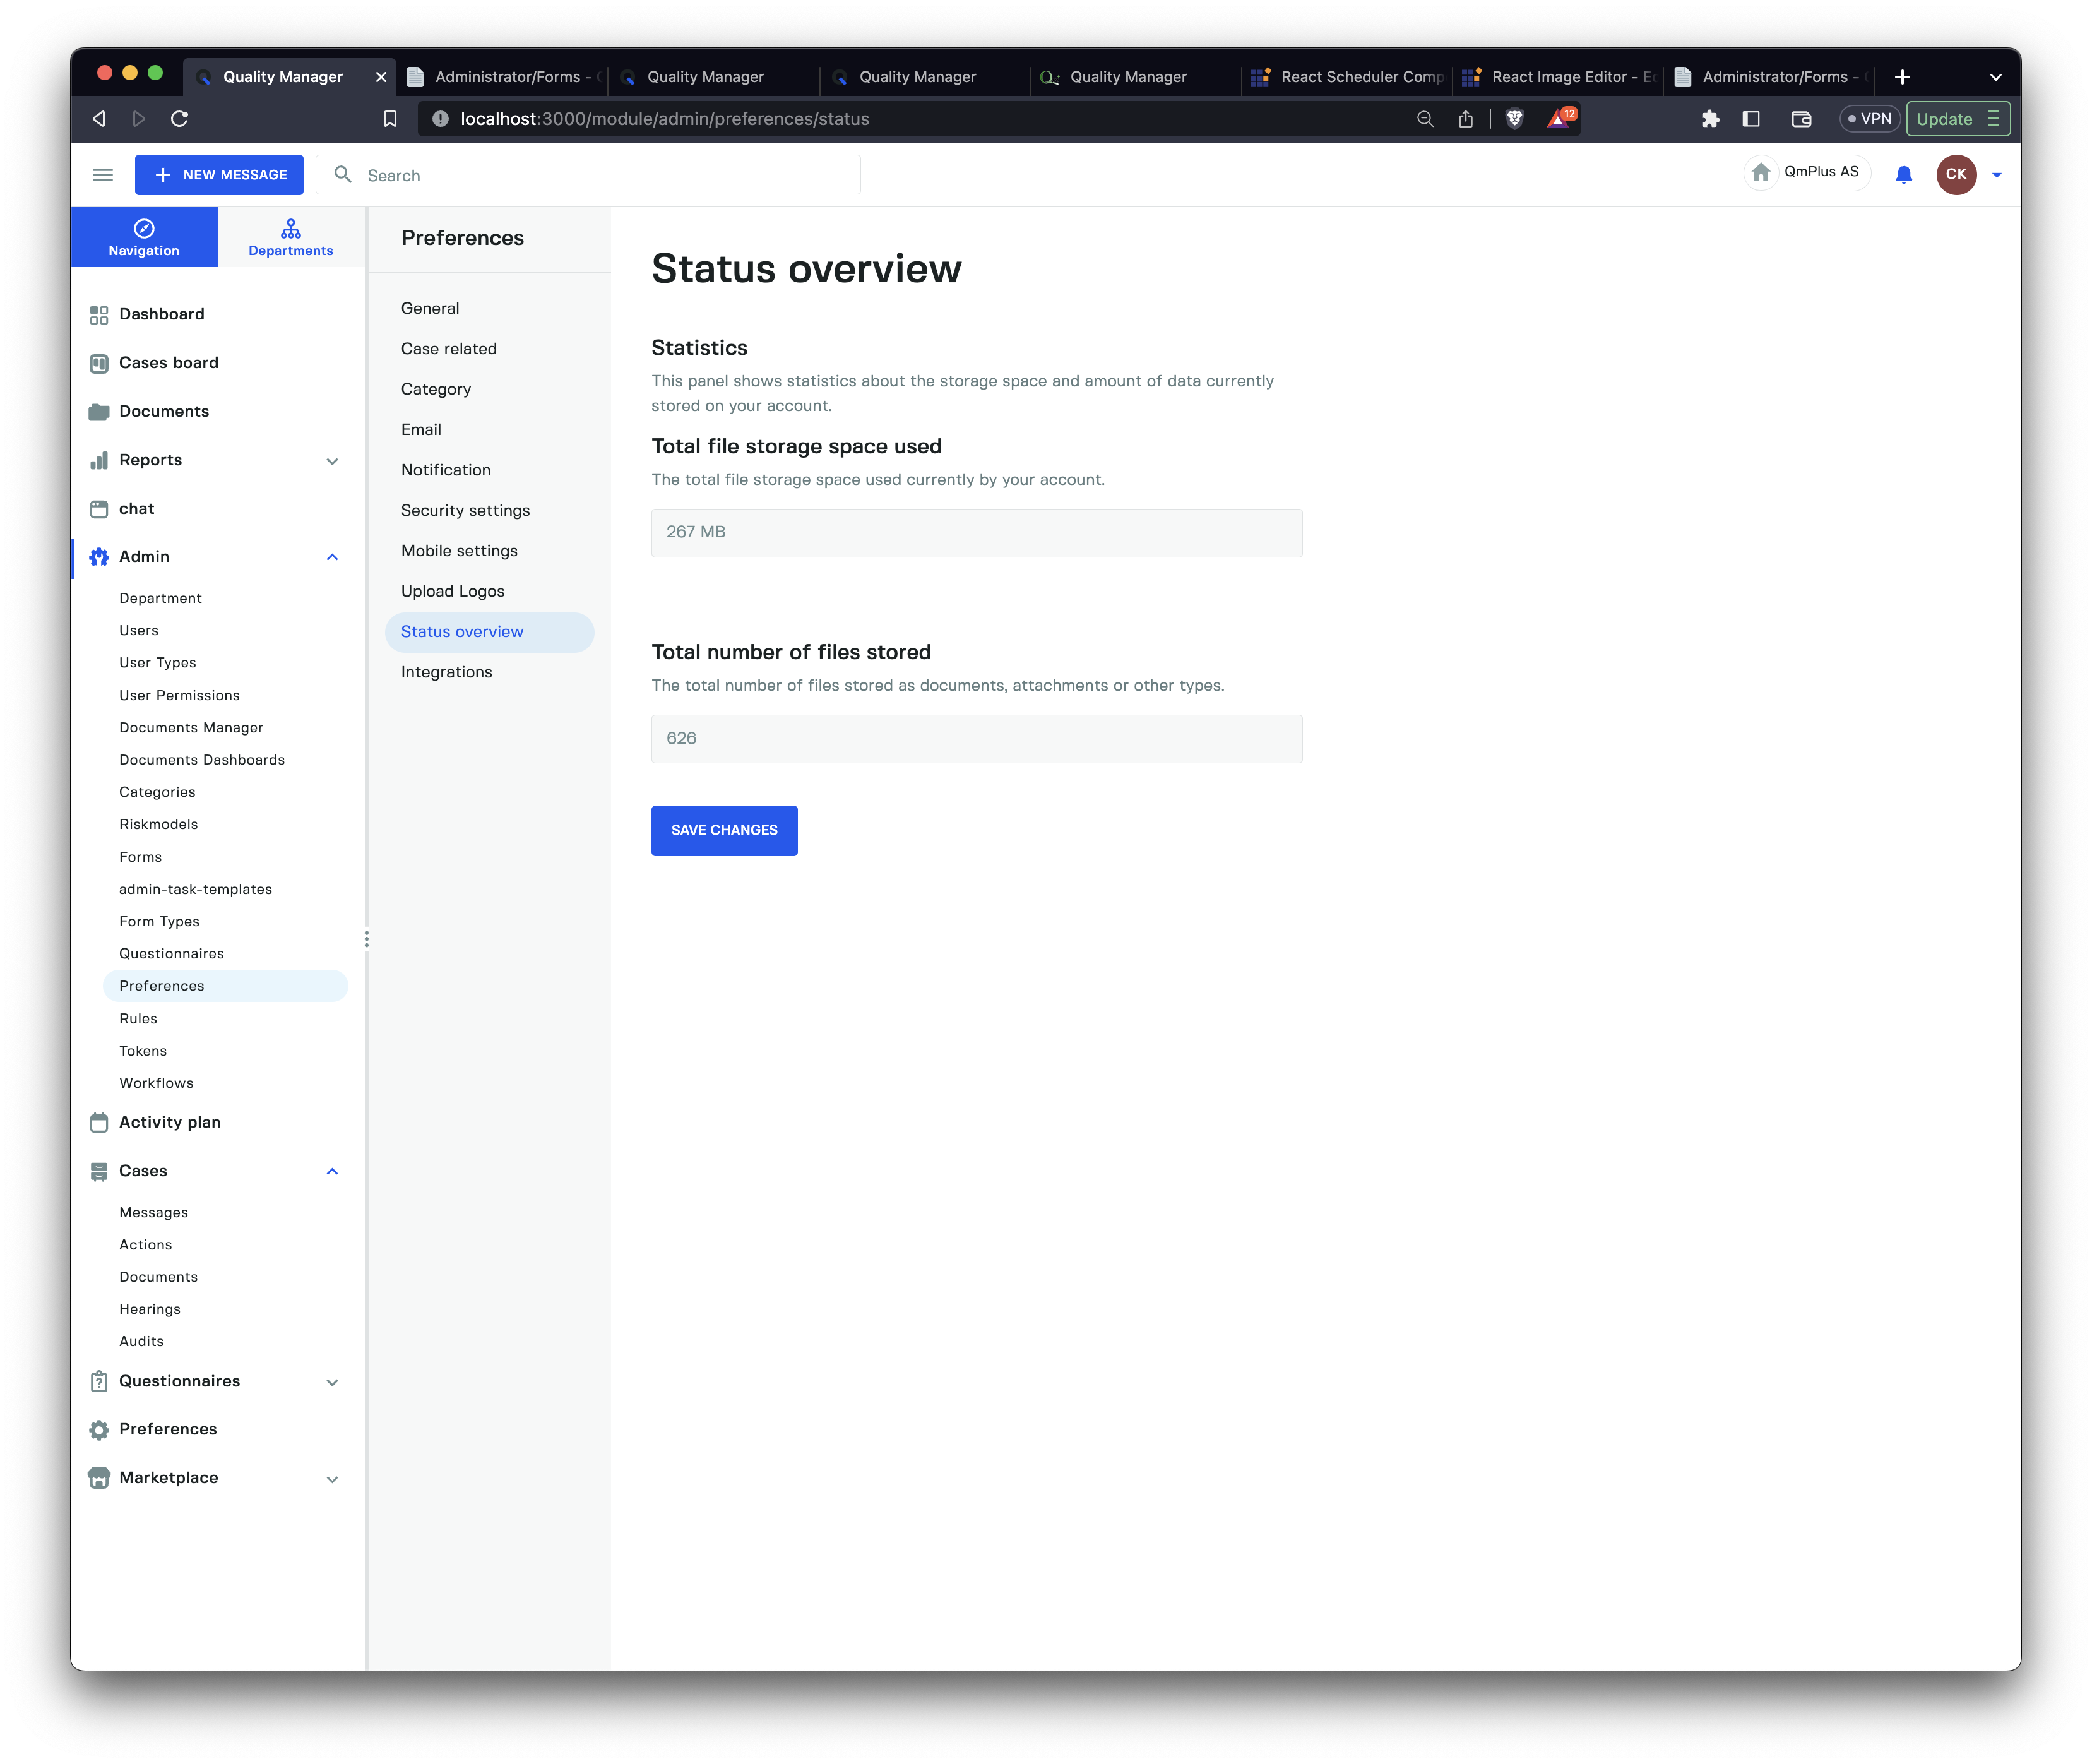 Quality Manager
Administrator/Forms -
Quality Manager
Quality Manager
Quality Manager
React Scheduler Comp
React Image Editor -
Administrator/Forms -
localhost:3000/module/admin/preferences/status
12
VPN
Update
NEW MESSAGE
Search
QmPlus AS
CK
Navigation
Departments
Dashboard
Cases board
Documents
Reports
chat
Admin
Department
Users
User Types
User Permissions
Documents Manager
Documents Dashboards
Categories
Riskmodels
Forms
admin-task-templates
Form Types
Questionnaires
Preferences
Rules
Tokens
Workflows
Activity plan
Cases
Messages
Actions
Documents
Hearings
Audits
Questionnaires
Preferences
Marketplace
Preferences
General
Case related
Category
Email
Notification
Security settings
Mobile settings
Upload Logos
Status overview
Integrations
Status overview
Statistics
This panel shows statistics about the storage space and amount of data currently
stored on your account.
Total file storage space used
The total file storage space used currently by your account.
267 MB
Total number of files stored
The total number of files stored as documents, attachments or other types.
626
SAVE CHANGES